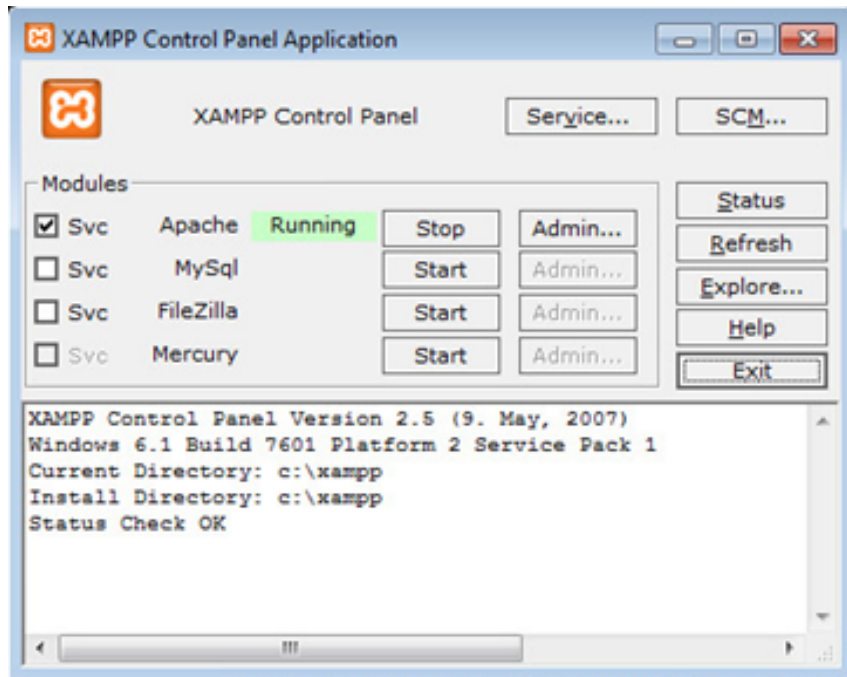 XAMPP Control Panel Application
XAMPP Control Panel Service... SCM...
Modules
Svc Apache Running Stop Admin...
Svc MySql Start Admin...
Svc FileZilla Start Admin...
Svc Mercury Start Admin...
Status
Refresh
Explore...
Help
Exit
XAMPP Control Panel Version 2.5 (9. May, 2007)
Windows 6.1 Build 7601 Platform 2 Service Pack 1
Current Directory: c:\xampp
Install Directory: c:\xampp
Status Check OK